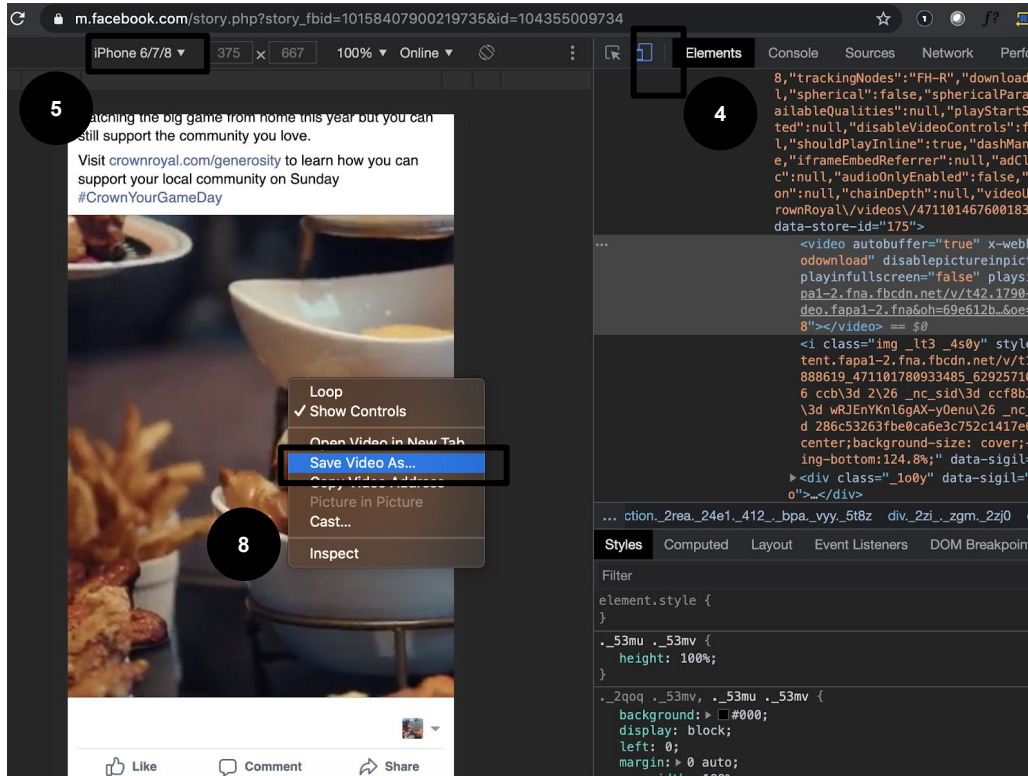 m.facebook.com/story.php?story_fbid=10158407900219735&id=104355009734
iPhone 6/7/8 ▼ 375 × 667 100% ▼ Online ▼
Elements Console Sources Network
5
4
watching the big game from home this year but you can
still support the community you love.
Visit crownroyal.com/generosity to learn how you can
support your local community on Sunday
#CrownYourGameDay
Loop
✓ Show Controls
Open Video in New Tab
Save Video As...
Copy Video Address
Picture in Picture
Cast...
Inspect
8
Like Comment Share
8,"trackingNodes":"FH-R","download
l,"spherical":false,"sphericalPara
ailableQualities":null,"playStartS
ted":null,"disableVideoControls":f
l,"shouldPlayInline":true,"dashMan
e,"iframeEmbedReferrer":null,"adCl
c":null,"audioOnlyEnabled":false,"
on":null,"chainDepth":null,"videoU
rownRoyal\/videos\/471101467600183
data-store-id="175">
<video autobuffer="true" x-webk
odownload" disablepictureinpict
playinfullscreen="false" plays
pa1-2.fna.fbcdn.net/v/t42.1790-
deo.fapa1-2.fna&oh=69e612b…&oe=
8"></video> == $0
<i class="img _lt3 _4s0y" style
tent.fapa1-2.fna.fbcdn.net/v/t1
888619_471101780933485_62925710
6 ccb\3d 2\26 _nc_sid\3d ccf8b3
\3d wRJEnYKnl6gAX-yOenu\26 _nc_
d 286c53263fbe0ca6e3c752c1417e6
center;background-size: cover;-
ing-bottom:124.8%;" data-sigil=
▶<div class="_1o0y" data-sigil="
o">…</div>
... ction._2rea._24e1._412_._bpa._vyy._5t8z div._2zi_._zgm._2zj0
Styles Computed Layout Event Listeners DOM Breakpoin
Filter
element.style {
}
._53mu ._53mv {
height: 100%;
}
._2qoq ._53mv, ._53mu ._53mv {
background: ▶ #000;
display: block;
left: 0;
margin: ▶ 0 auto;